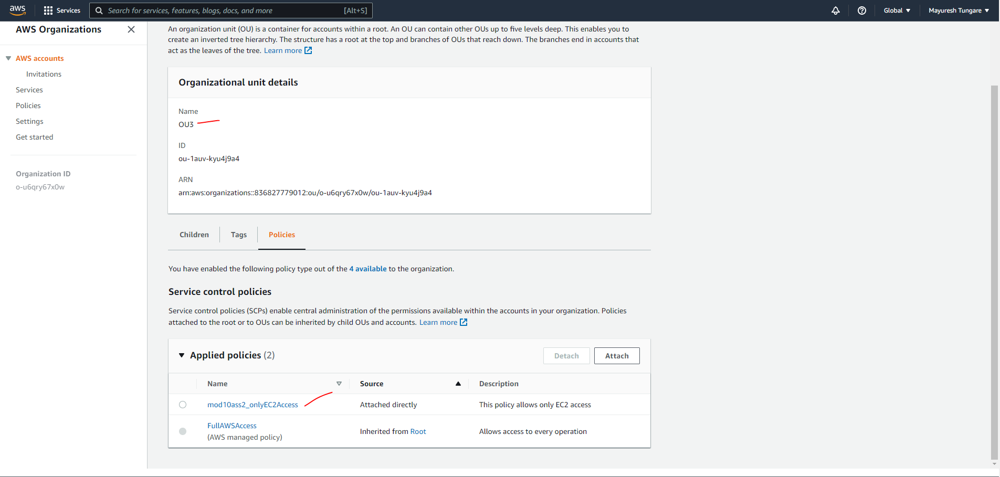 aws
Services
Search for services, features, blogs, docs, and more
[Alt+S]
Global
Mayuresh Tungare
AWS Organizations
AWS accounts
Invitations
Services
Policies
Settings
Get started
Organization ID
o-u6qry67x0w
An organization unit (OU) is a container for accounts within a root. An OU can contain other OUs up to five levels deep. This enables you to
create an inverted tree hierarchy. The structure has a root at the top and branches of OUs that reach down. The branches end in accounts that
act as the leaves of the tree. Learn more
Organizational unit details
Name
OU3
ID
ou-1auv-kyu4j9a4
ARN
arn:aws:organizations::836827779012:ou/o-u6qry67x0w/ou-1auv-kyu4j9a4
Children Tags Policies
You have enabled the following policy type out of the 4 available to the organization.
Service control policies
Service control policies (SCPs) enable central administration of the permissions available within the accounts in your organization. Policies
attached to the root or to OUs can be inherited by child OUs and accounts. Learn more
Applied policies (2)
Detach
Attach
Name Source Description
mod10ass2_onlyEC2Access Attached directly This policy allows only EC2 access
FullAWSAccess
(AWS managed policy)
Inherited from Root Allows access to every operation